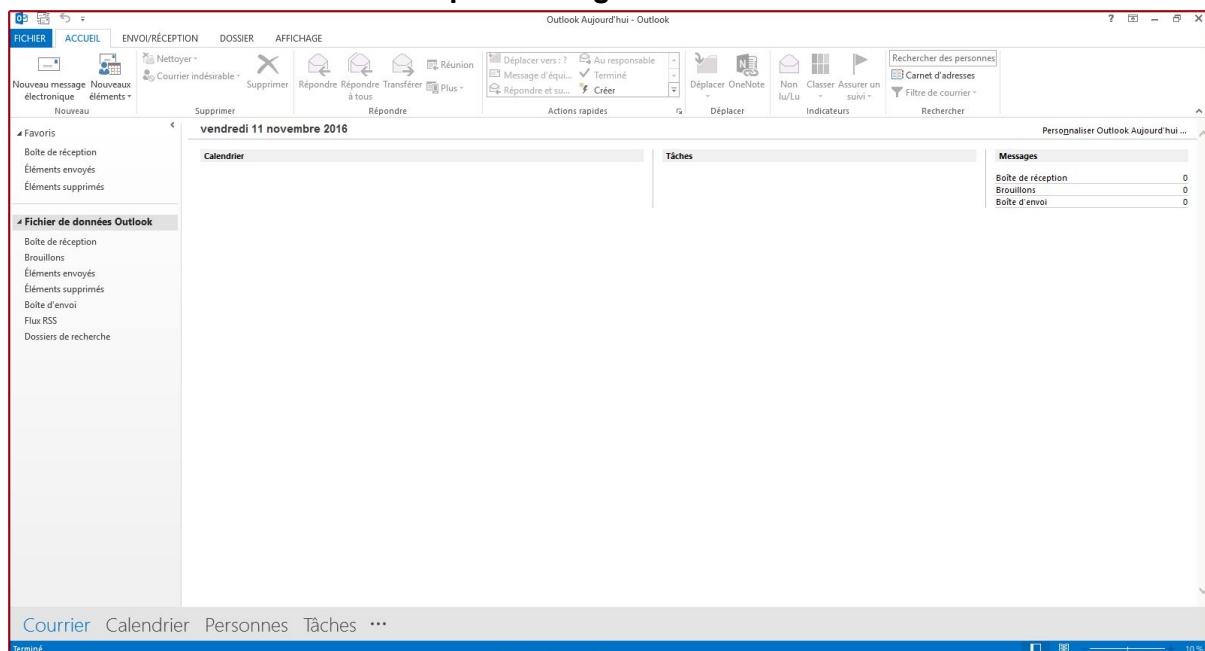 Outlook Aujourd'hui - Outlook
FICHIER ACCUEIL ENVOI/RÉCEPTION DOSSIER AFFICHAGE
Nouveau message électronique
Nouveaux éléments
Nouveau
Nettoyer
Courrier indésirable
Supprimer
Supprimer
Répondre
Répondre à tous
Transférer
Réunion
Plus
Répondre
Déplacer vers : ?
Message d'équi...
Répondre et su...
Au responsable
Terminé
Créer
Actions rapides
Déplacer
OneNote
Déplacer
Non lu/Lu
Classer
Assurer un suivi
Indicateurs
Rechercher des personnes
Carnet d'adresses
Filtre de courrier
Rechercher
Favoris
Boîte de réception
Éléments envoyés
Éléments supprimés
Fichier de données Outlook
Boîte de réception
Brouillons
Éléments envoyés
Éléments supprimés
Boîte d'envoi
Flux RSS
Dossiers de recherche
vendredi 11 novembre 2016
Personnaliser Outlook Aujourd'hui ...
Calendrier
Tâches
Messages
Boîte de réception 0
Brouillons 0
Boîte d'envoi 0
Courrier Calendrier Personnes Tâches ...
Terminé
10 %